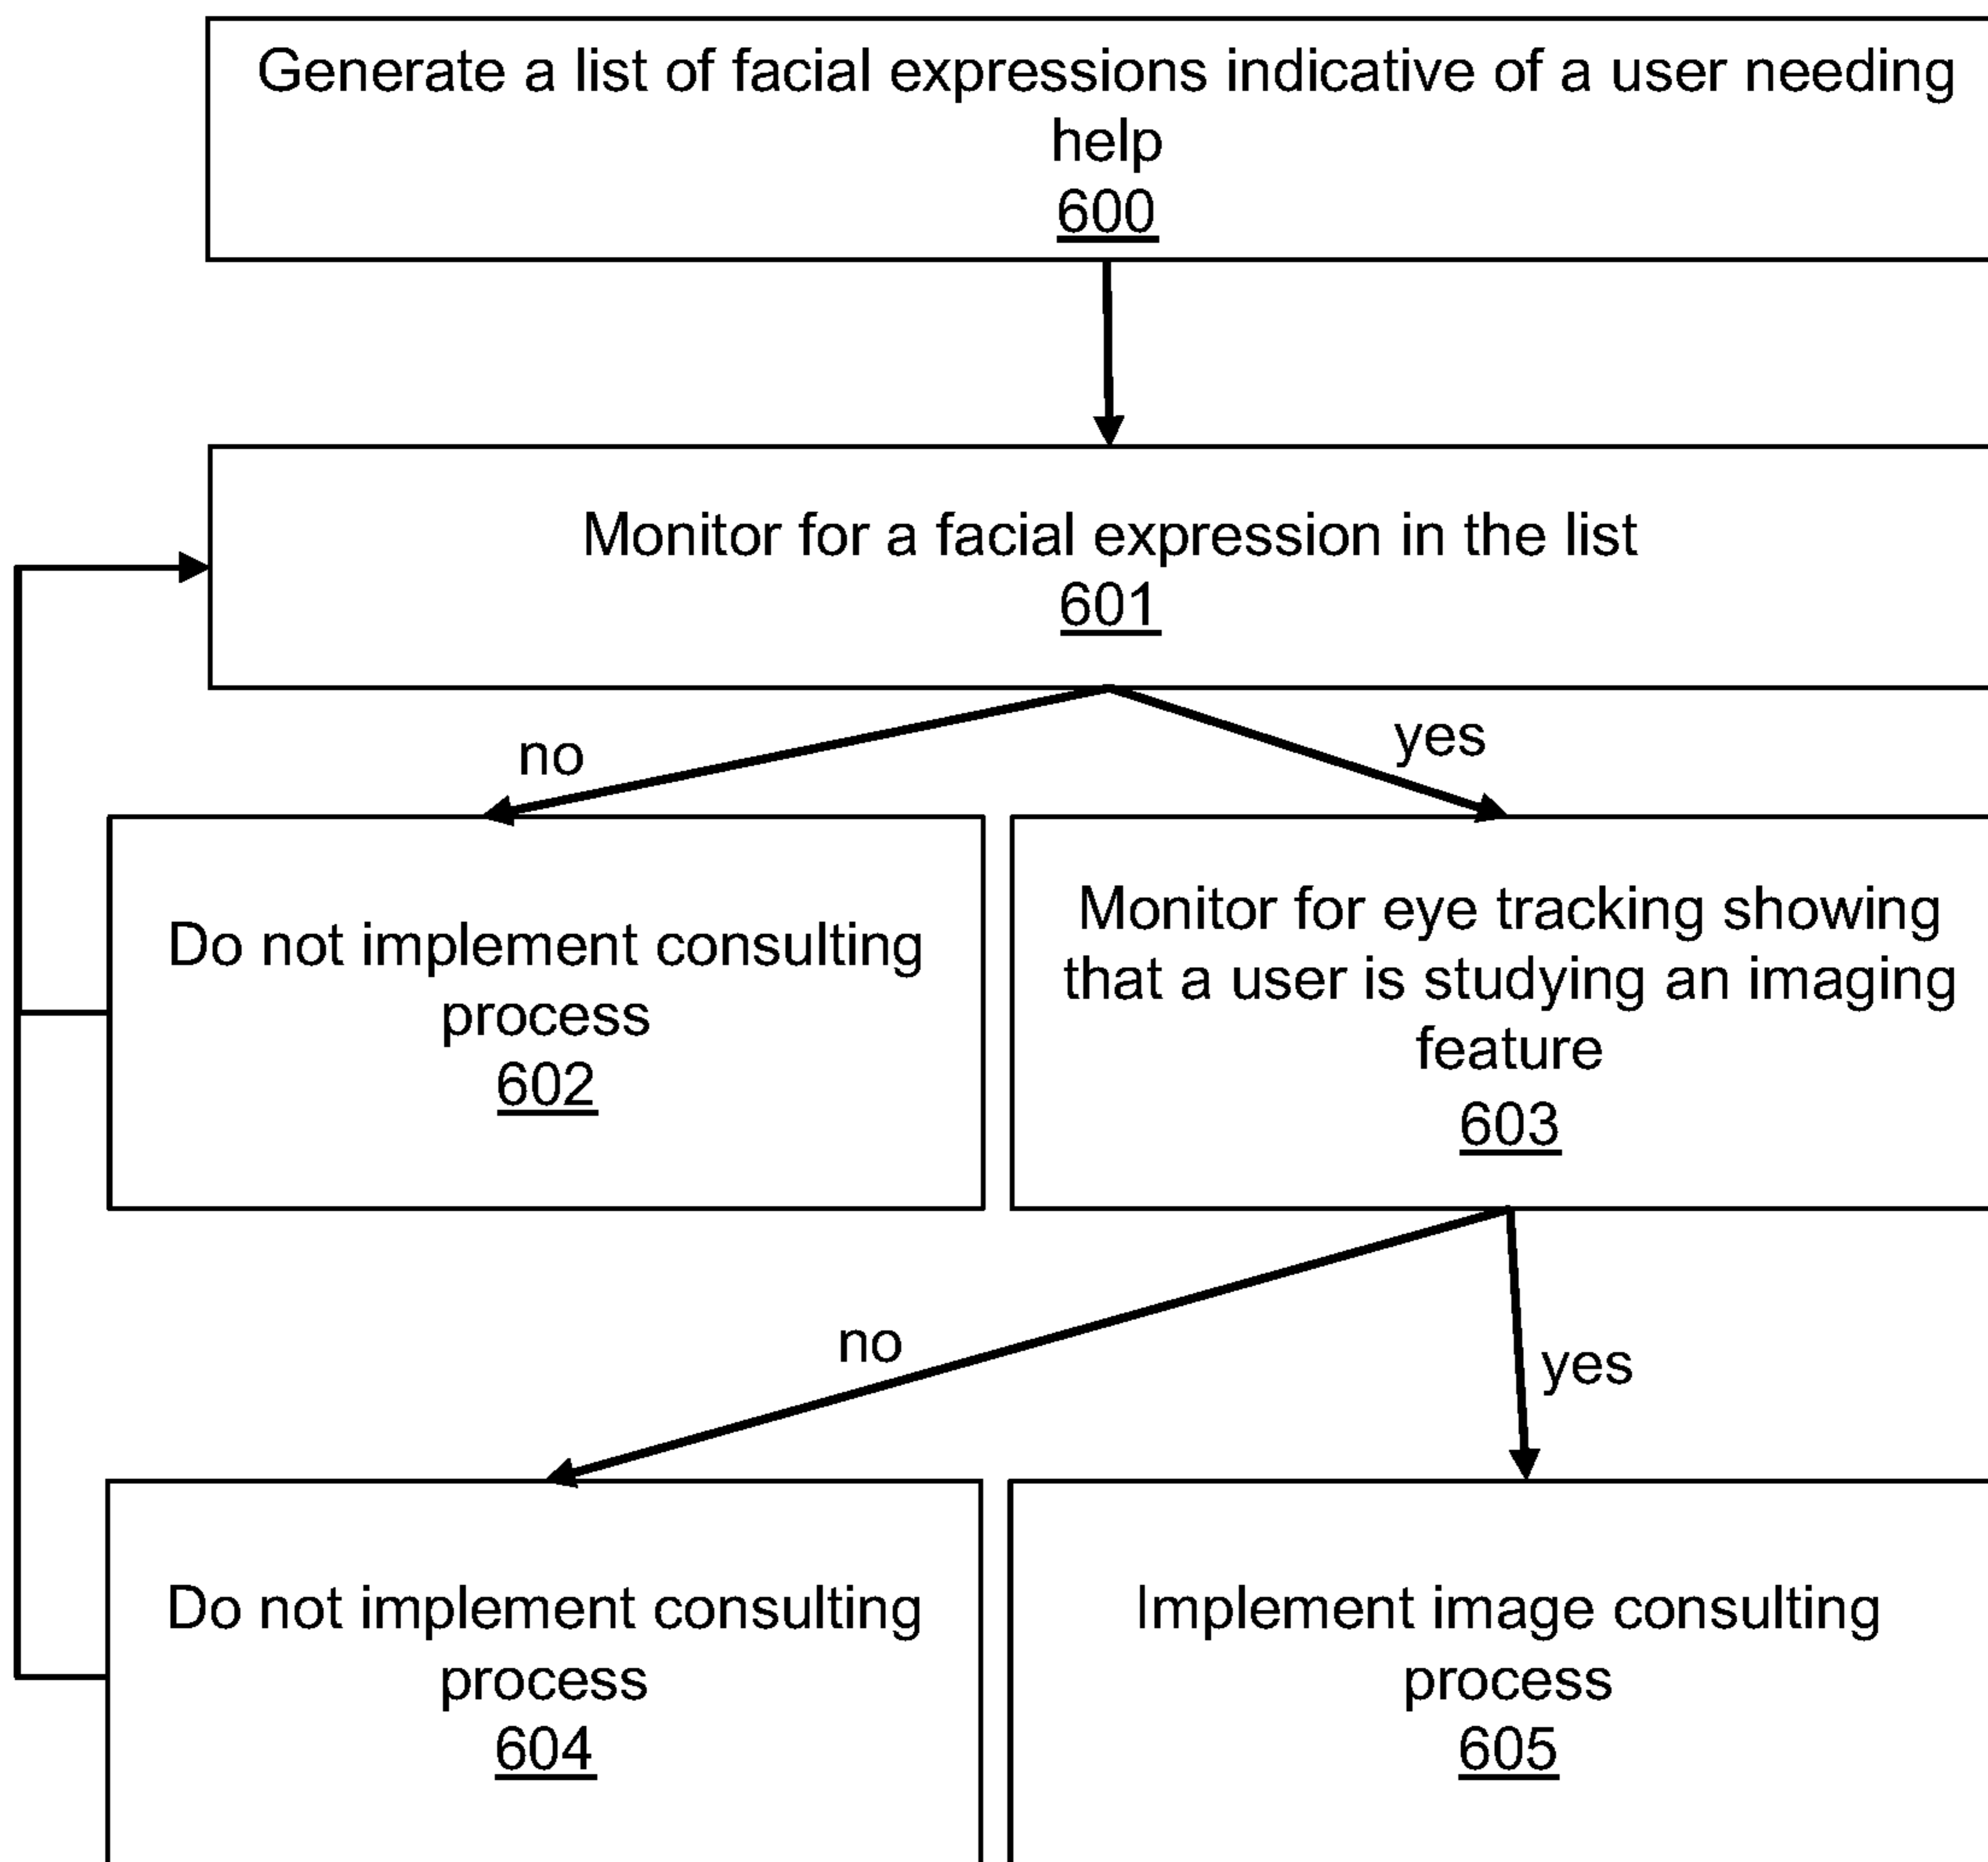 Generate a list of facial expressions indicative of a user needing
help
600
Monitor for a facial expression in the list
601
no
yes
Do not implement consulting
process
602
Monitor for eye tracking showing
that a user is studying an imaging
feature
603
no
yes
Do not implement consulting
process
604
Implement image consulting
process
605